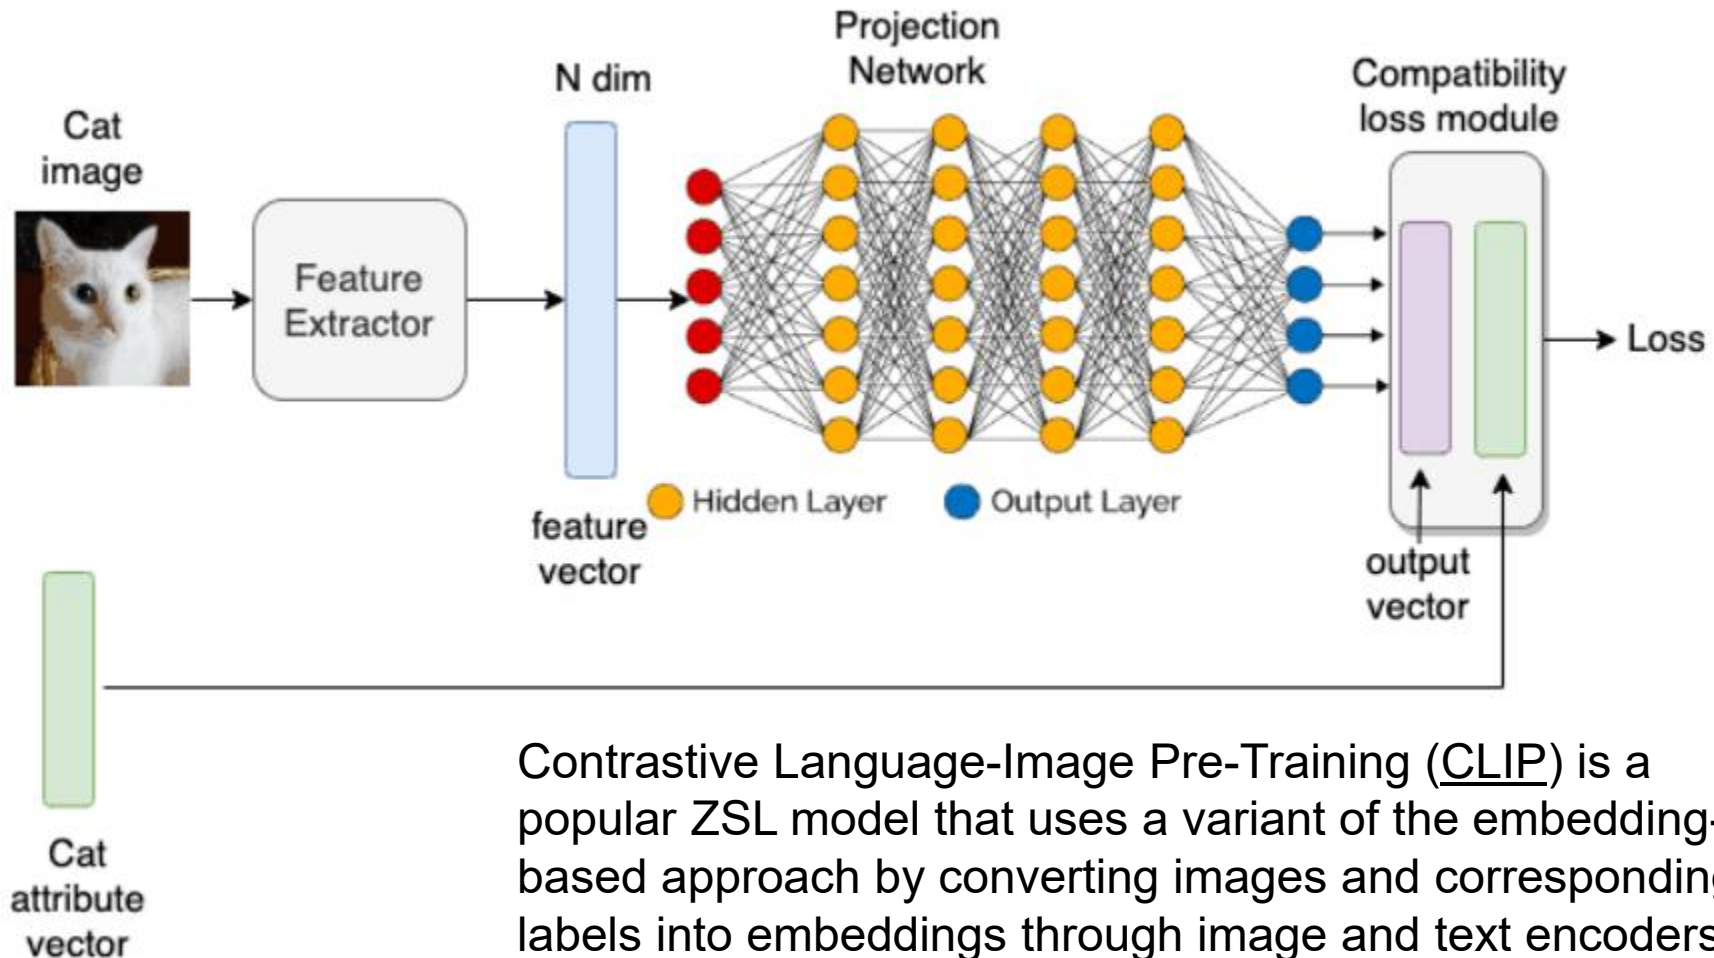 Projection
Network
N dim
Compatibility
loss module
Cat
image
Feature
Extractor
Loss
Hidden Layer
Output Layer
feature
vector
output
vector
Cat
attribute
vector
Contrastive Language-Image Pre-Training (CLIP) is a
popular ZSL model that uses a variant of the embedding-
based approach by converting images and corresponding
labels into embeddings through image and text encoders